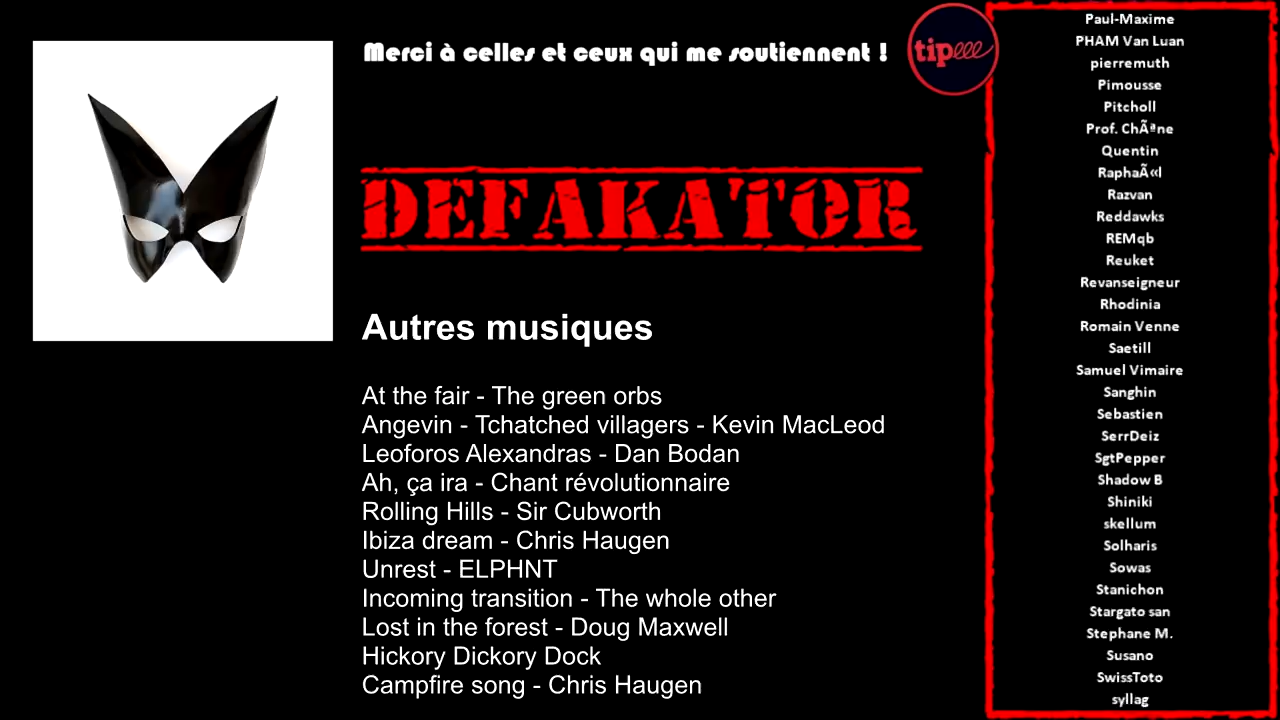 Merci à celles et ceux qui me soutiennent !
tipeee
DEFAKATOR
Autres musiques
At the fair - The green orbs
Angevin - Tchatched villagers - Kevin MacLeod
Leoforos Alexandras - Dan Bodan
Ah, ça ira - Chant révolutionnaire
Rolling Hills - Sir Cubworth
Ibiza dream - Chris Haugen
Unrest - ELPHNT
Incoming transition - The whole other
Lost in the forest - Doug Maxwell
Hickory Dickory Dock
Campfire song - Chris Haugen
Paul-Maxime
PHAM Van Luan
pierremuth
Pimousse
Pitcholl
Prof. ChÃªne
Quentin
RaphaÃ«l
Razvan
Reddawks
REMqb
Reuket
Revanseigneur
Rhodinia
Romain Venne
Saetill
Samuel Vimaire
Sanghin
Sebastien
SerrDeiz
SgtPepper
Shadow B
Shiniki
skellum
Solharis
Sowas
Stanichon
Stargato san
Stephane M.
Susano
SwissToto
syllag